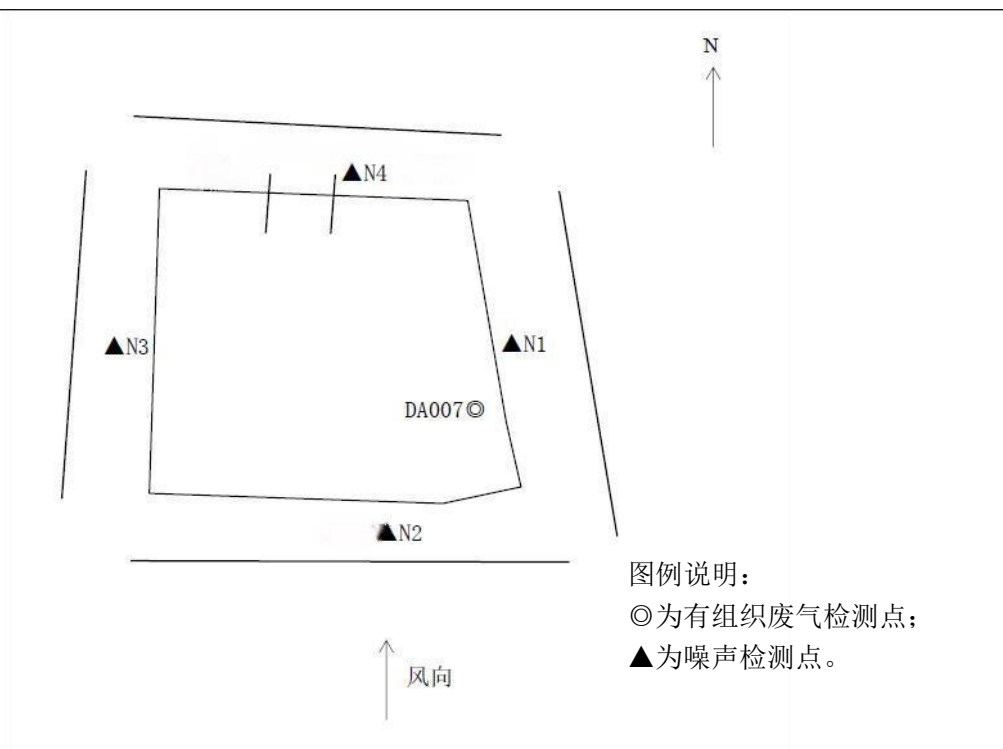 N
▲N4
▲N3
▲N1
DA007◎
▲N2
图例说明：
◎为有组织废气检测点；
▲为噪声检测点。
风向